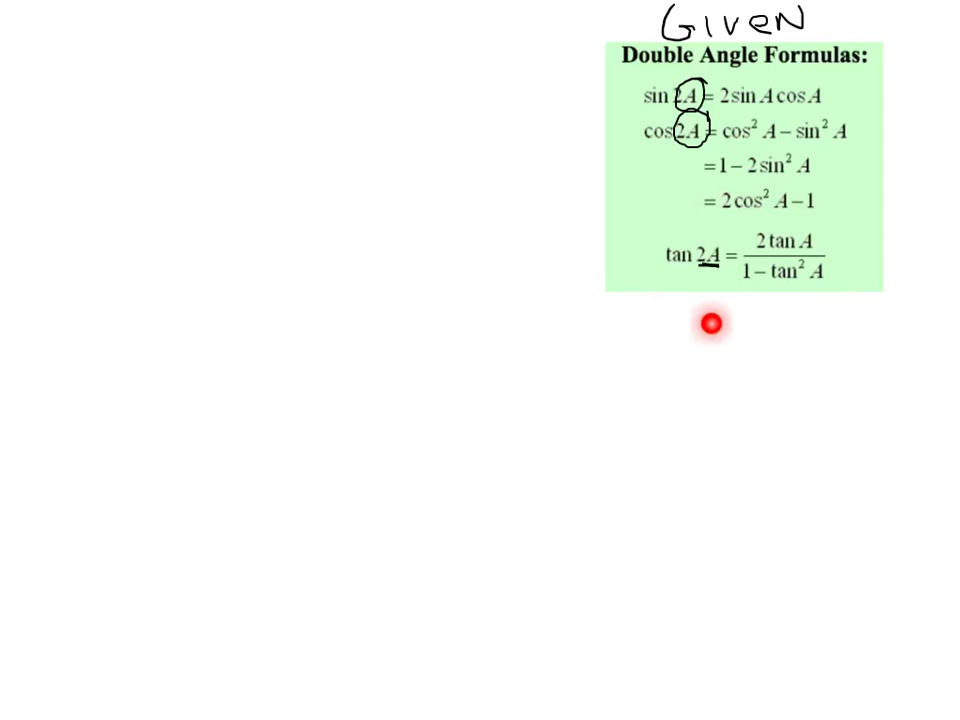 GIVEN
Double Angle Formulas:
sin 2A = 2 sin A cos A
cos 2A = cos² A − sin² A
= 1 − 2 sin² A
= 2 cos² A − 1
tan 2A = 2 tan A / 1 − tan² A